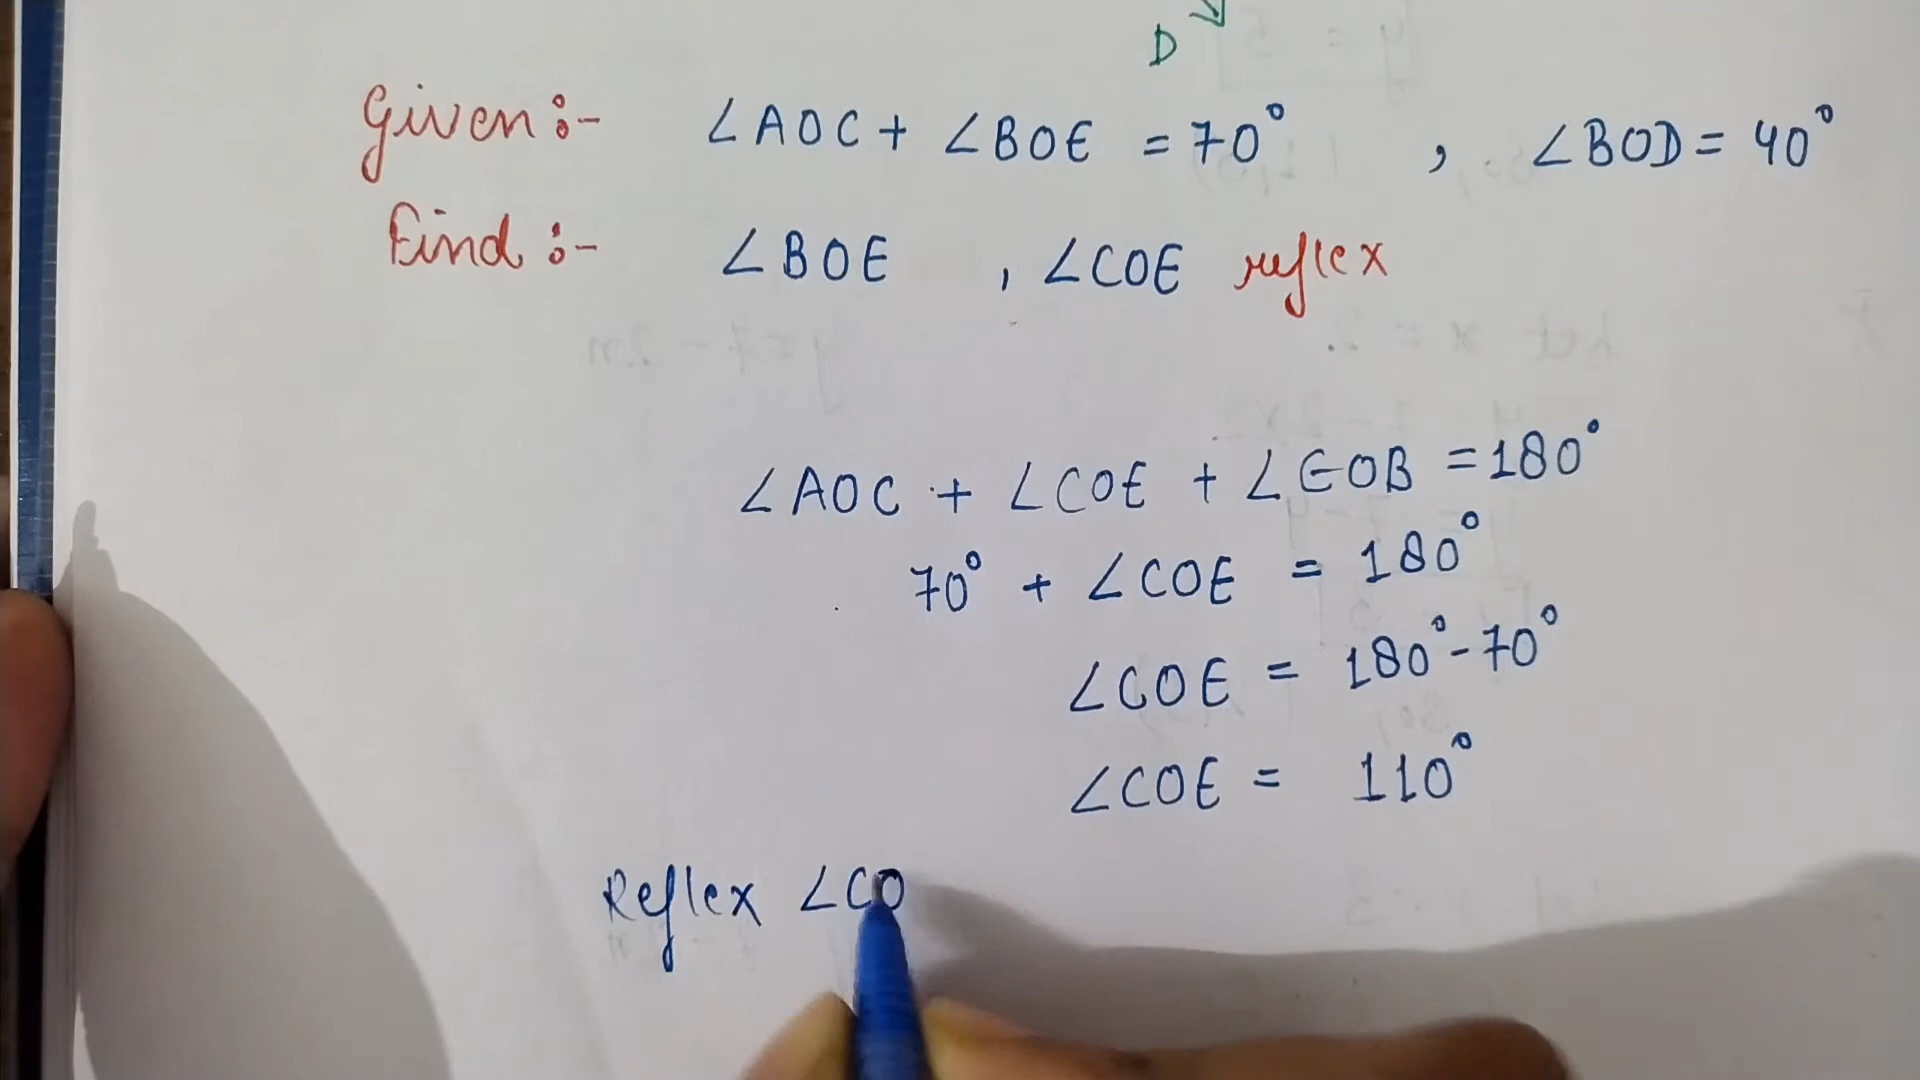 D
Given :- ∠AOC + ∠BOE = 70° , ∠BOD = 40°
Find :- ∠BOE , ∠COE reflex
∠AOC + ∠COE + ∠EOB = 180°
70° + ∠COE = 180°
∠COE = 180° - 70°
∠COE = 110°
Reflex ∠CO